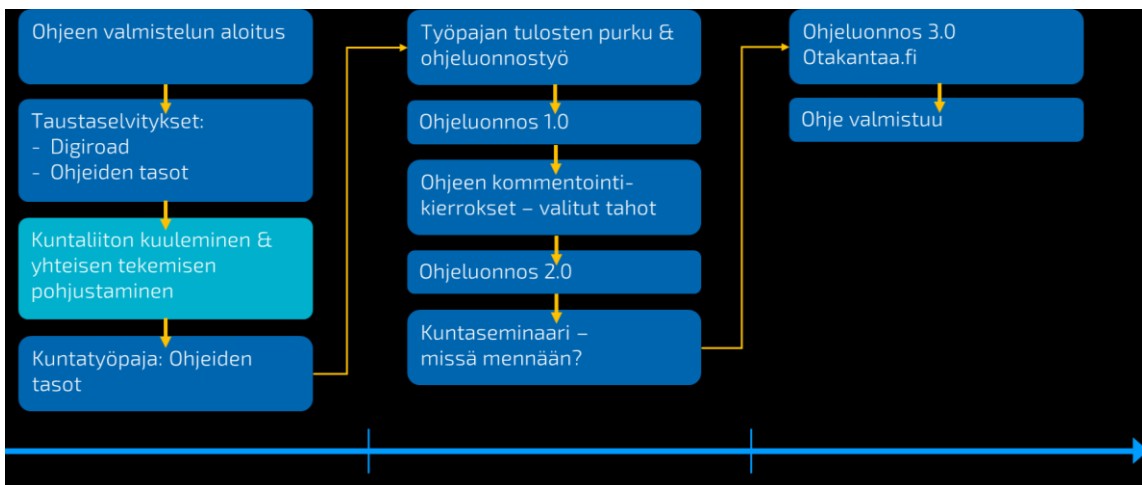 Ohjeen valmistelun aloitus
Taustaselvitykset:
- Digiroad
- Ohjeiden tasot
Kuntaliiton kuuleminen &
yhteisen tekemisen
pohjustaminen
Kuntatyöpaja: Ohjeiden
tasot
Työpajan tulosten purku &
ohjeluonnostyö
Ohjeluonnos 1.0
Ohjeen kommentointi-
kierrokset – valitut tahot
Ohjeluonnos 2.0
Kuntaseminaari –
missä mennään?
Ohjeluonnos 3.0
Otakantaa.fi
Ohje valmistuu